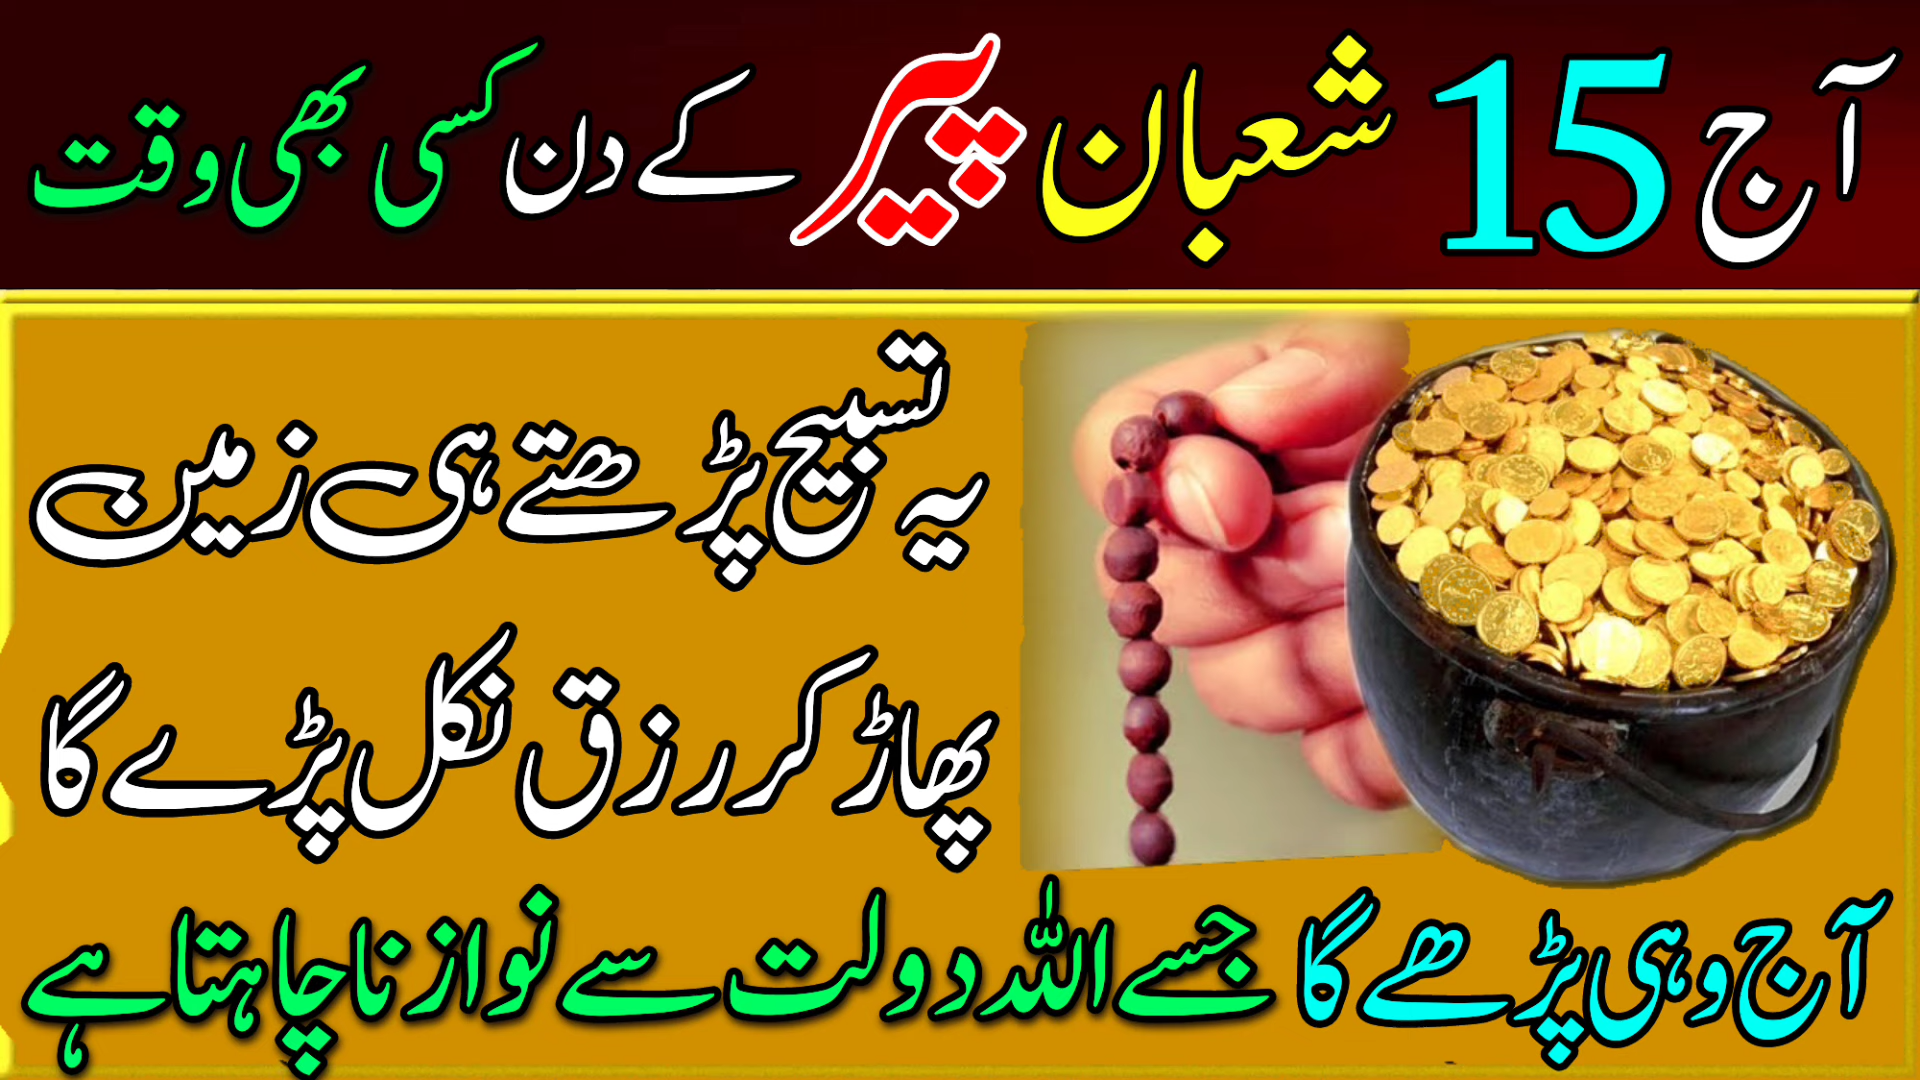 آج 15 شعبان پیر کے دن کسی بھی وقت
یہ تسبیح پڑھتے ہی زمین
پھاڑ کر رزق نکل پڑے گا
آج وہی پڑھے گا جسے اللہ دولت سے نوازنا چاہتا ہے